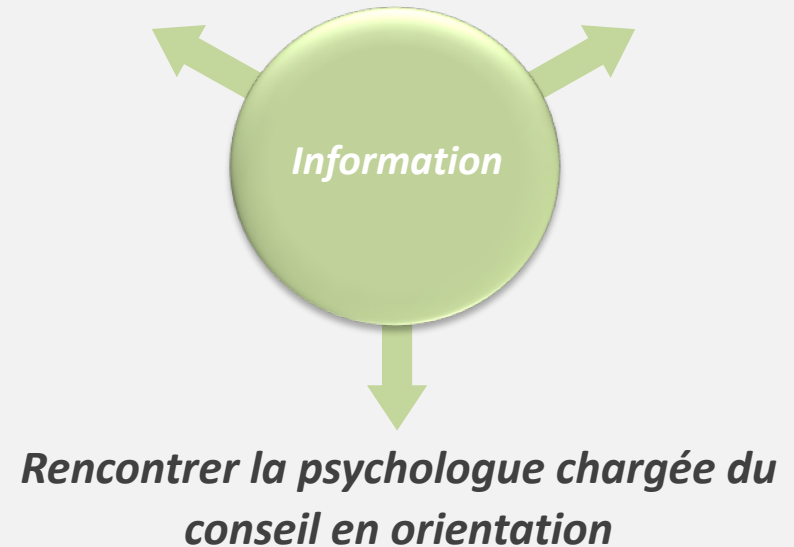 Information
Rencontrer la psychologue chargée du
conseil en orientation